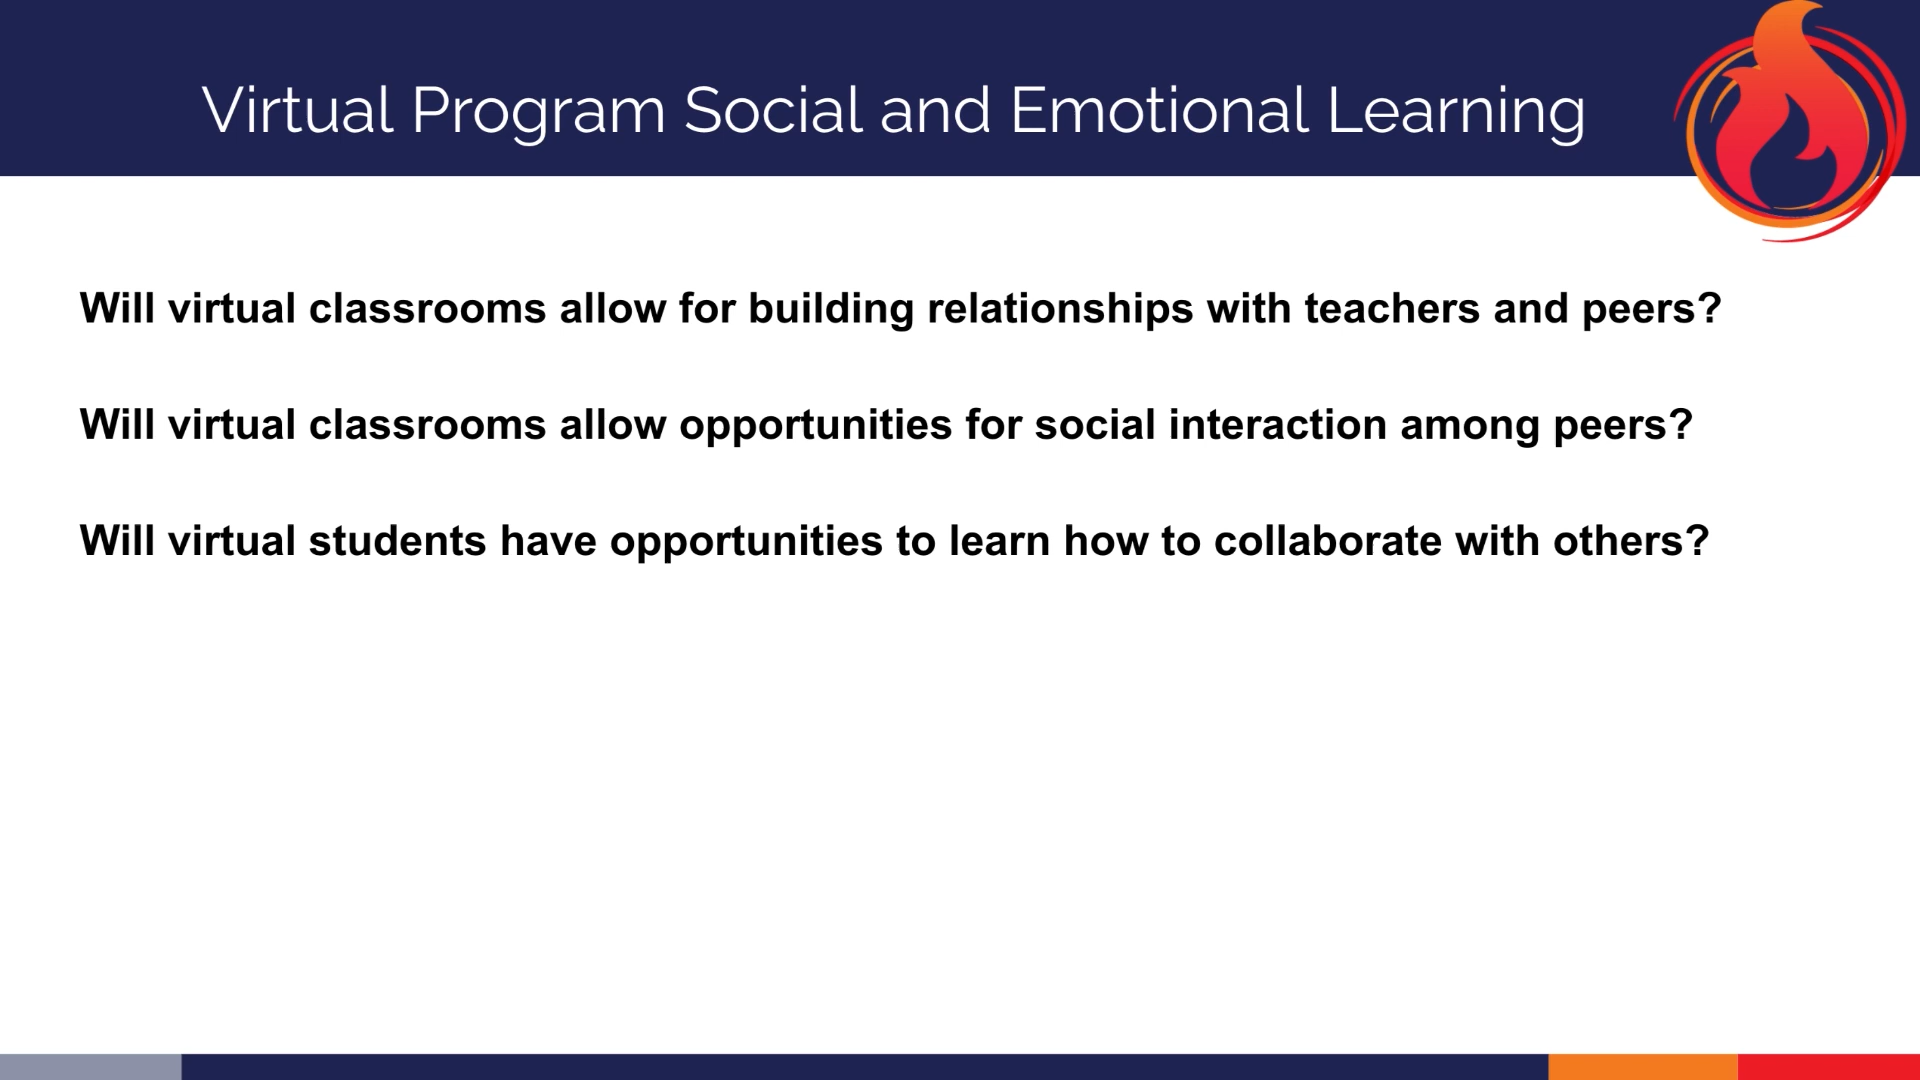 Virtual Program Social and Emotional Learning
Will virtual classrooms allow for building relationships with teachers and peers?
Will virtual classrooms allow opportunities for social interaction among peers?
Will virtual students have opportunities to learn how to collaborate with others?